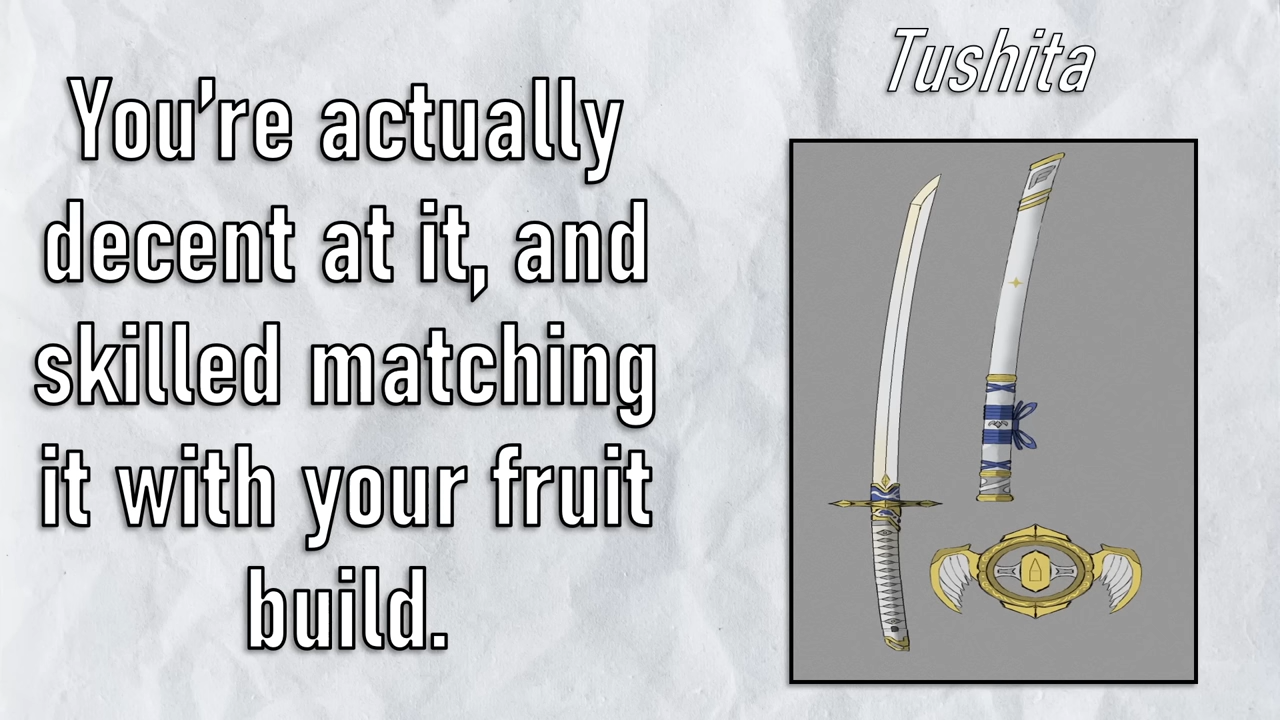 You're actually
decent at it, and
skilled matching
it with your fruit
build.
Tushita